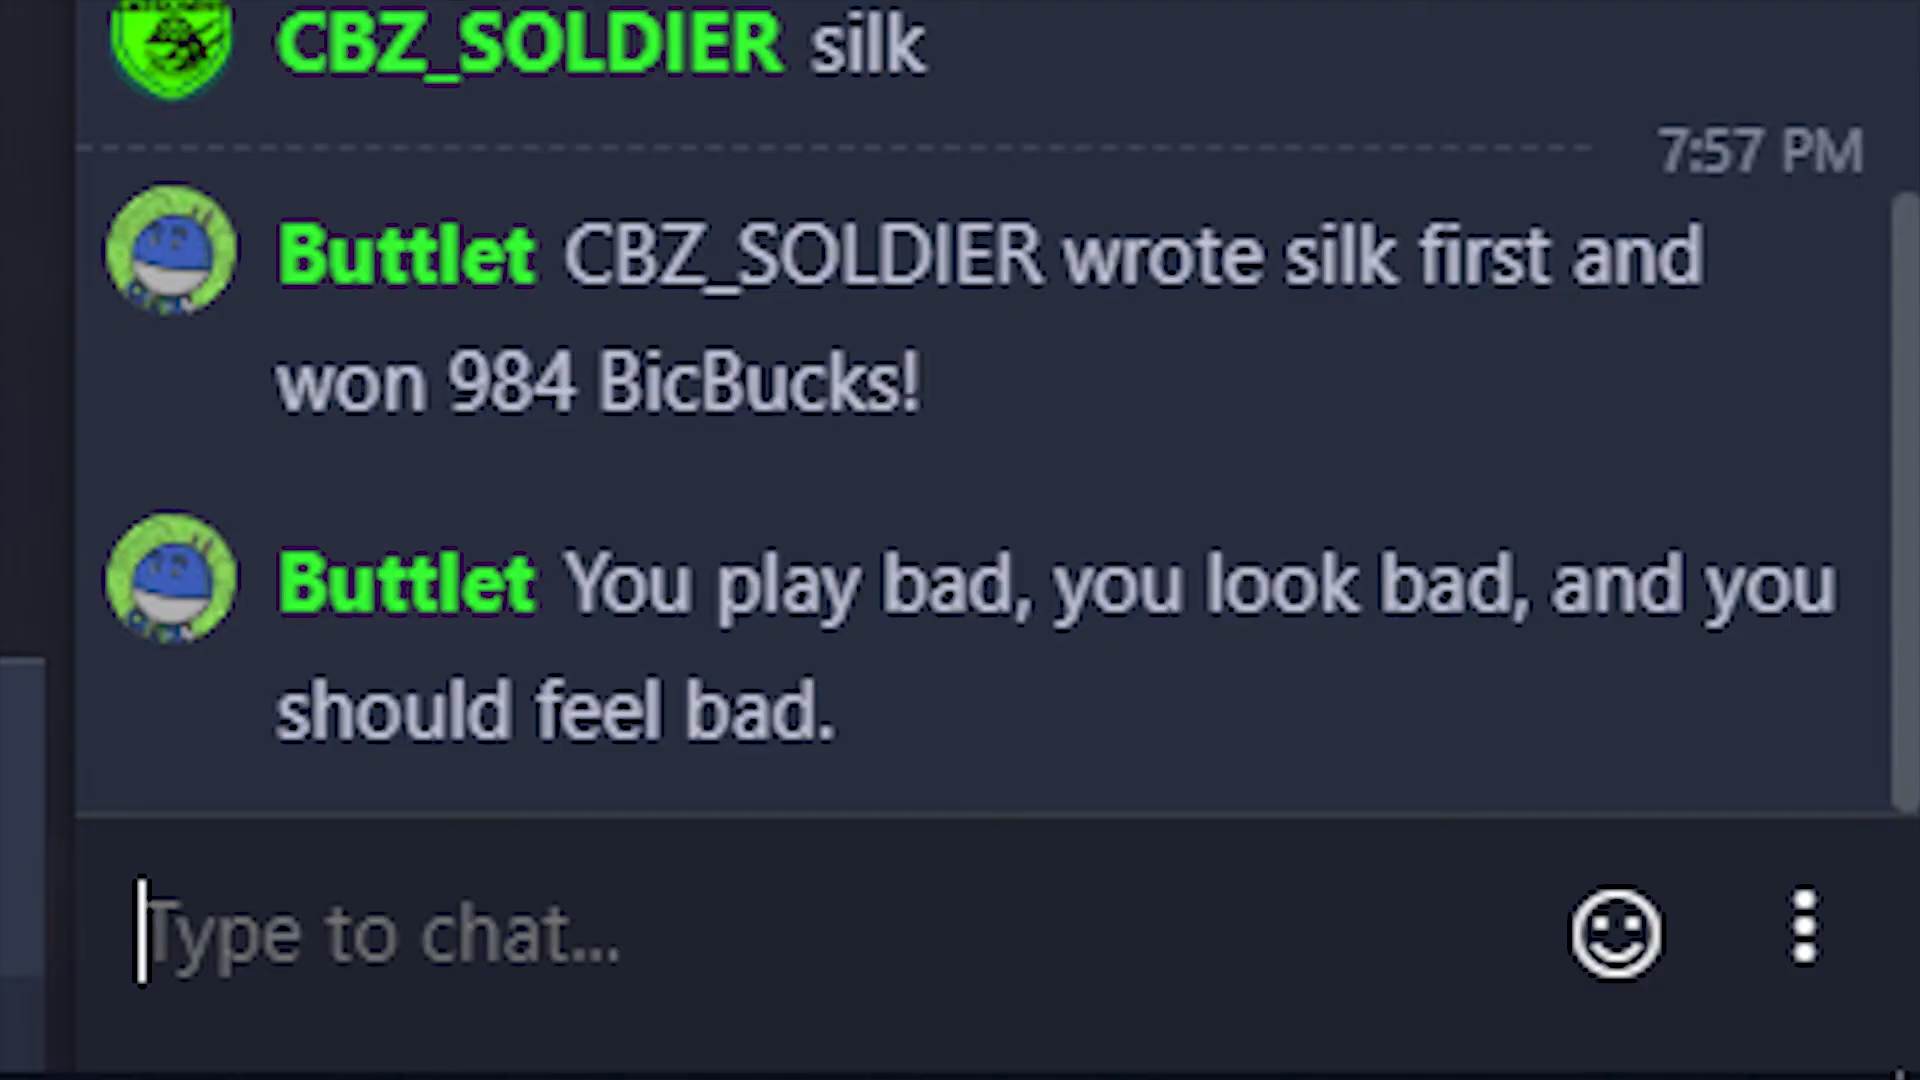 CBZ_SOLDIER silk
7:57 PM
Buttlet CBZ_SOLDIER wrote silk first and
won 984 BicBucks!
Buttlet You play bad, you look bad, and you
should feel bad.
Type to chat...